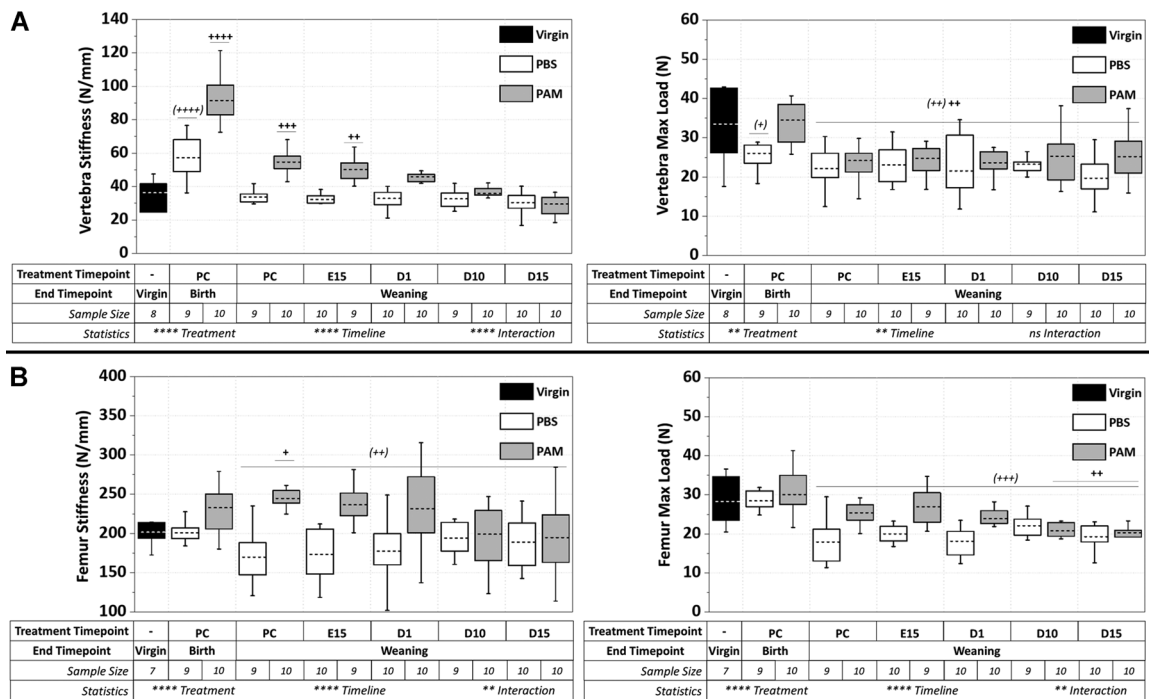 A
Vertebra Stiffness (N/mm)
140
120
100
80
60
40
20
0
(++++)
++++
+++
++
Virgin
PBS
PAM
Treatment Timepoint - PC PC E15 D1 D10 D15
End Timepoint Virgin Birth Weaning
Sample Size 8 9 10 9 10 10 9 10 10 9 10 10 10
Statistics **** Treatment **** Timeline **** Interaction
Vertebra Max Load (N)
60
50
40
30
20
10
0
(+)
(++) ++
Virgin
PBS
PAM
Treatment Timepoint - PC PC E15 D1 D10 D15
End Timepoint Virgin Birth Weaning
Sample Size 8 9 10 9 10 10 9 10 10 9 10 10 10
Statistics ** Treatment ** Timeline ns Interaction
B
Femur Stiffness (N/mm)
400
350
300
250
200
150
100
+
(++)
Virgin
PBS
PAM
Treatment Timepoint - PC PC E15 D1 D10 D15
End Timepoint Virgin Birth Weaning
Sample Size 7 9 10 9 10 10 9 10 10 9 10 10 10
Statistics **** Treatment **** Timeline ** Interaction
Femur Max Load (N)
60
50
40
30
20
10
0
(+++)
++
Virgin
PBS
PAM
Treatment Timepoint - PC PC E15 D1 D10 D15
End Timepoint Virgin Birth Weaning
Sample Size 7 9 10 9 10 10 9 10 10 9 10 10 10
Statistics **** Treatment **** Timeline ** Interaction